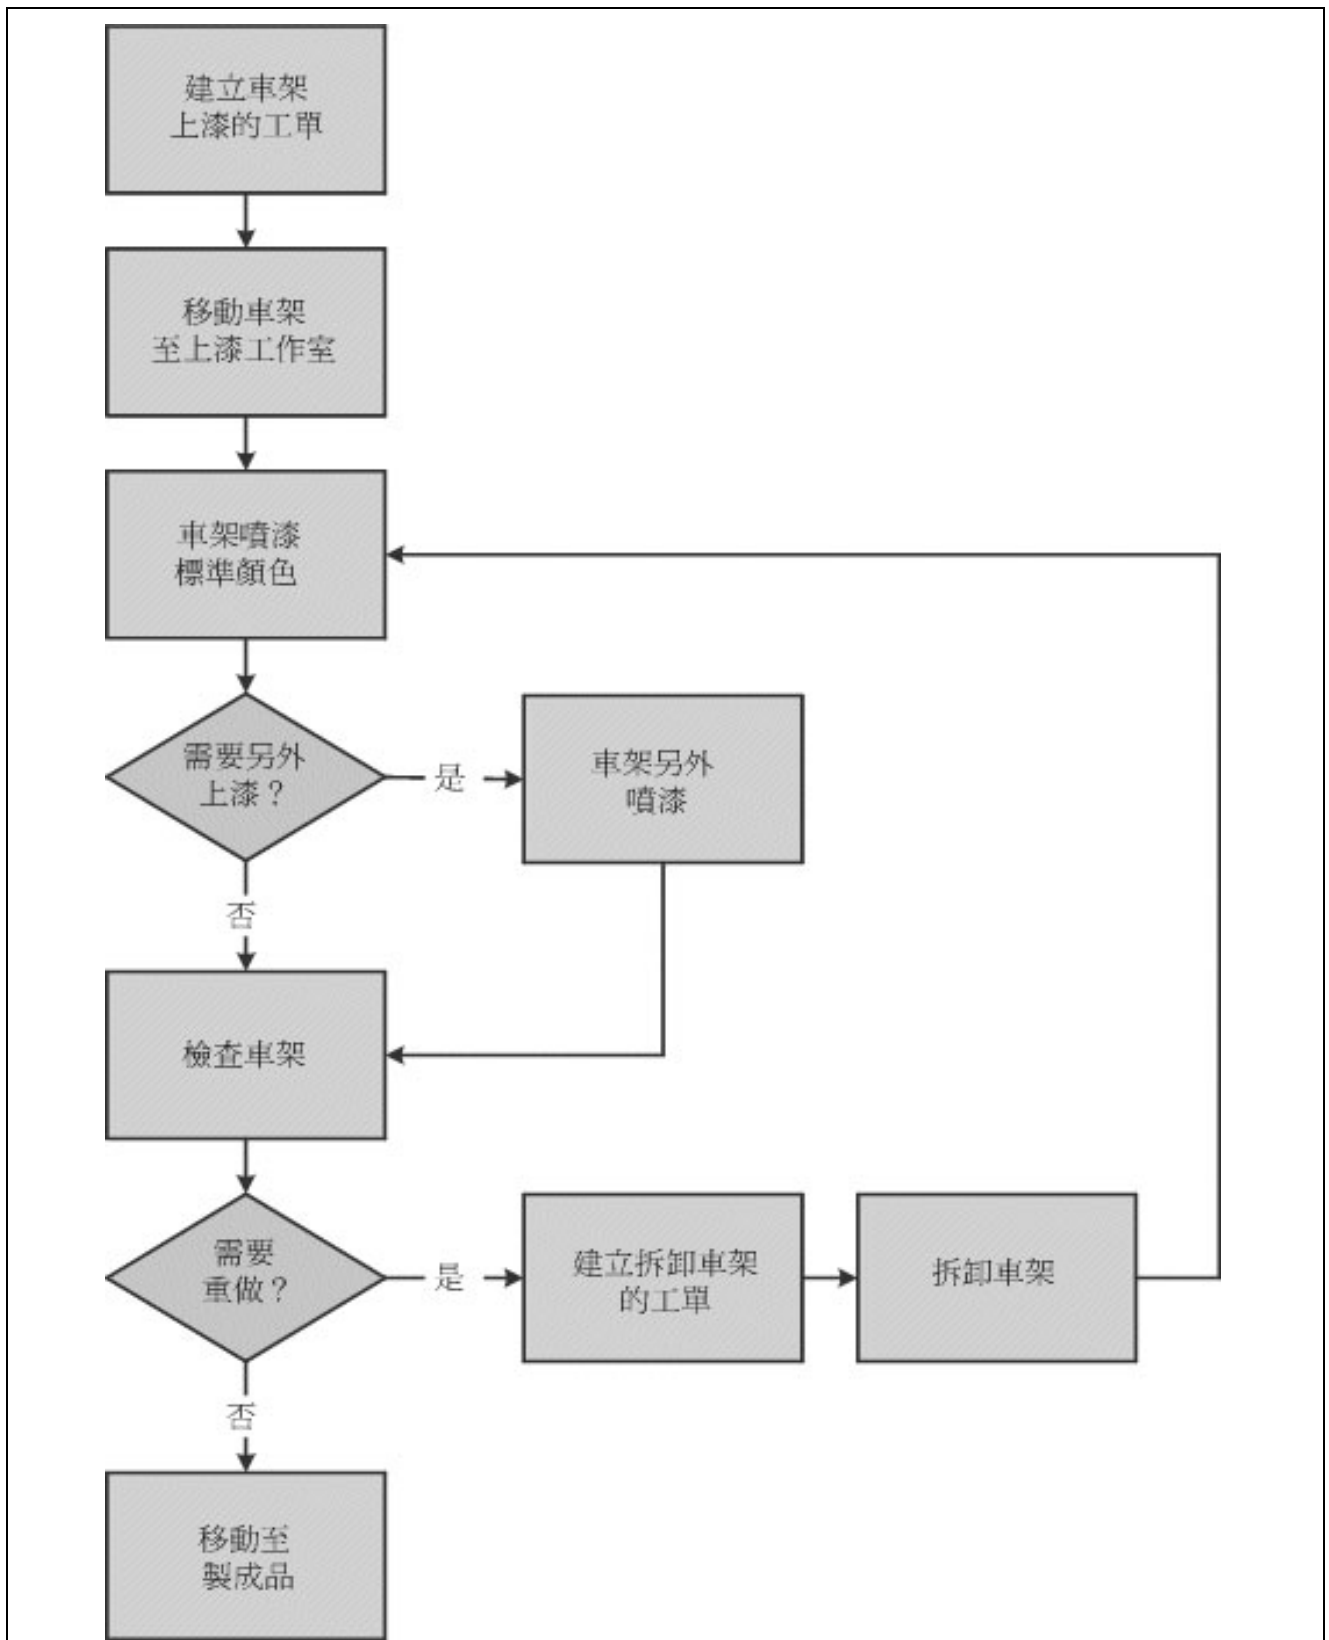 建立車架
上漆的工單
移動車架
至上漆工作室
車架噴漆
標準顏色
需要另外
上漆？
是
車架另外
噴漆
否
檢查車架
需要
重做？
是
建立拆卸車架
的工單
拆卸車架
否
移動至
製成品